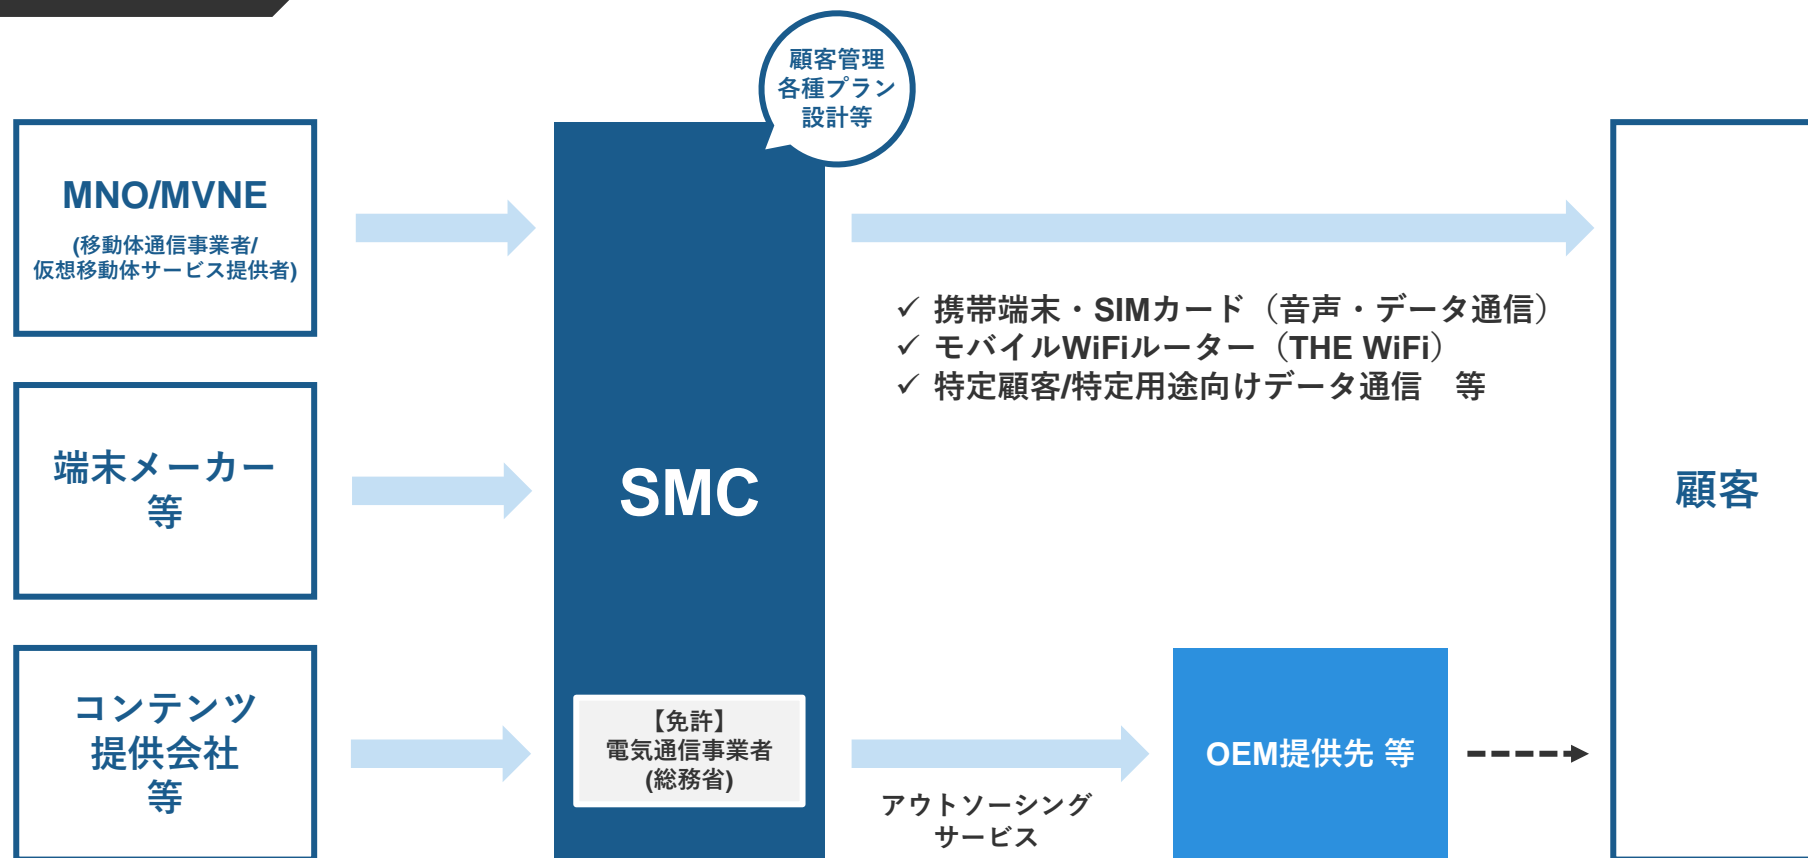 顧客管理
各種プラン
設計等
MNO/MVNE
(移動体通信事業者/
仮想移動体サービス提供者)
端末メーカー
等
コンテンツ
提供会社
等
SMC
【免許】
電気通信事業者
(総務省)
✓ 携帯端末・SIMカード（音声・データ通信）
✓ モバイルWiFiルーター（THE WiFi）
✓ 特定顧客/特定用途向けデータ通信　等
アウトソーシング
サービス
OEM提供先 等
顧客